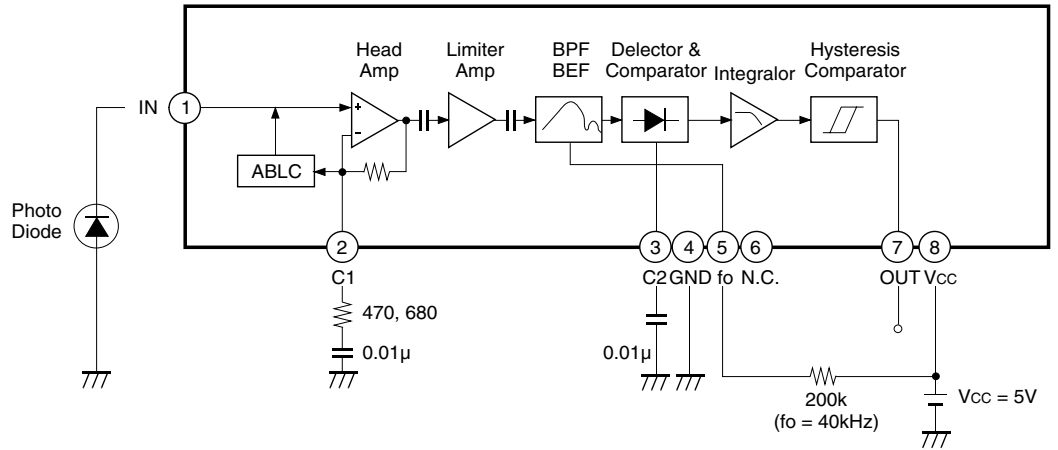 Head
Amp
Limiter
Amp
BPF
BEF
Delector &
Comparator
Integralor
Hysteresis
Comparator
IN
1
+
−
ABLC
Photo
Diode
2
3
4
5
6
7
8
C1
C2
GND
fo
N.C.
OUT
VCC
470, 680
0.01μ
0.01μ
200k
(fo = 40kHz)
VCC = 5V